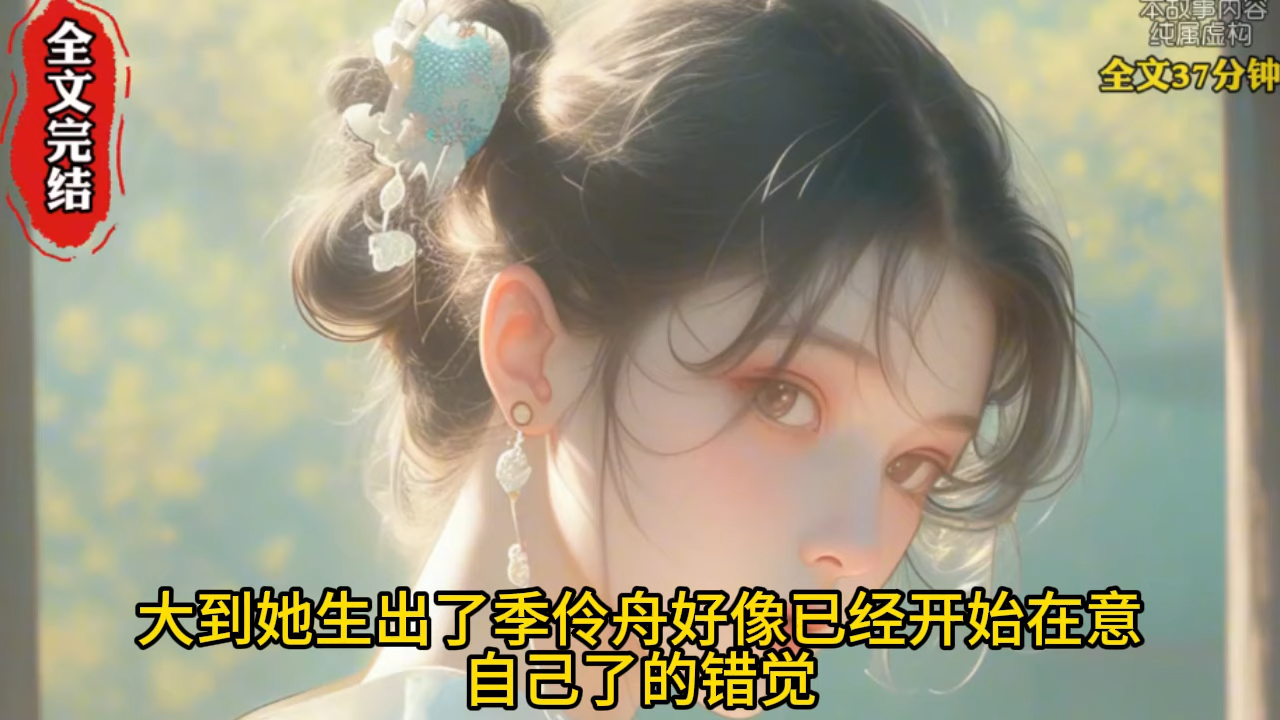 全文完结
本故事内容
纯属虚构
全文37分钟
大到她生出了季伶舟好像已经开始在意
自己了的错觉